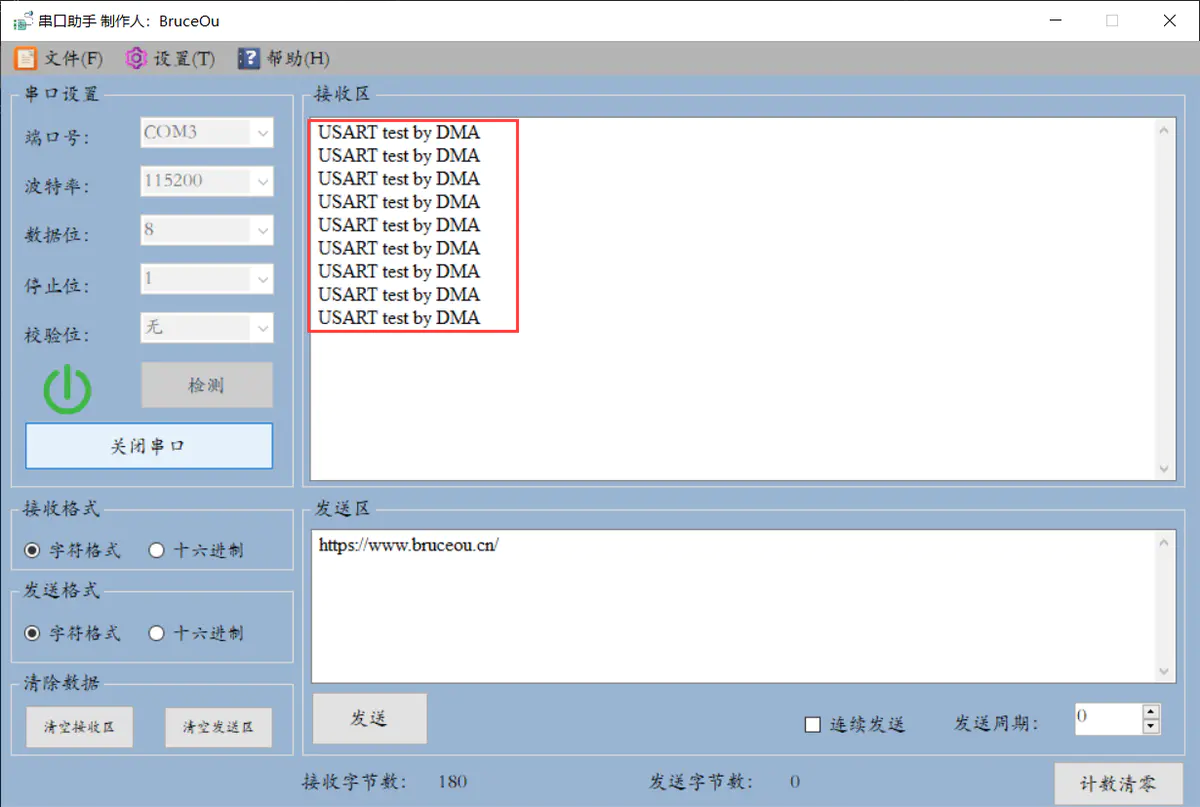 串口助手 制作人：BruceOu
文件(F) 设置(T) 帮助(H)
串口设置
端口号: COM3
波特率: 115200
数据位: 8
停止位: 1
校验位: 无
检测
关闭串口
接收格式
字符格式 十六进制
发送格式
字符格式 十六进制
清除数据
清空接收区 清空发送区
接收区
USART test by DMA
USART test by DMA
USART test by DMA
USART test by DMA
USART test by DMA
USART test by DMA
USART test by DMA
USART test by DMA
USART test by DMA
发送区
https://www.bruceou.cn/
发送 连续发送 发送周期: 0
接收字节数: 180 发送字节数: 0 计数清零